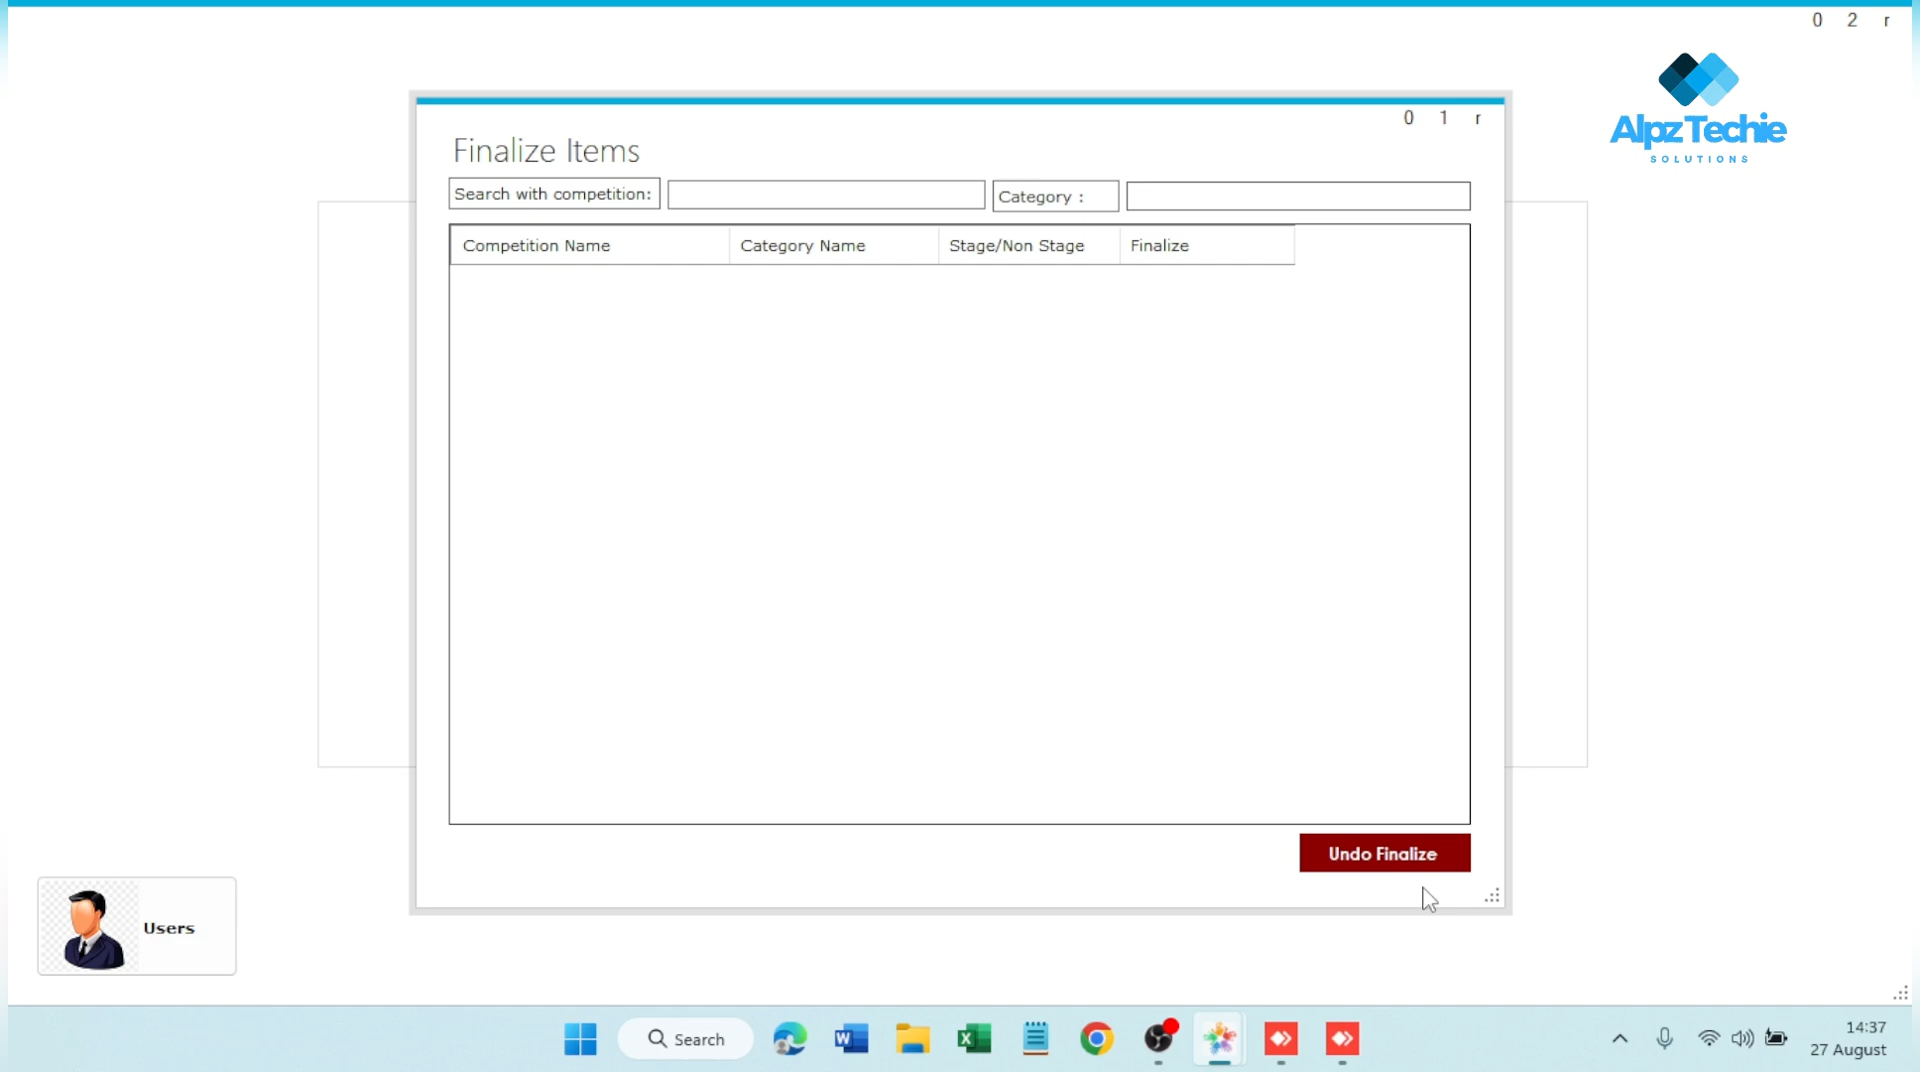 0 2 r
AlpzTechie
SOLUTIONS
0 1 r
Finalize Items
Search with competition:
Category :
Competition Name
Category Name
Stage/Non Stage
Finalize
Undo Finalize
Users
Search
14:37
27 August